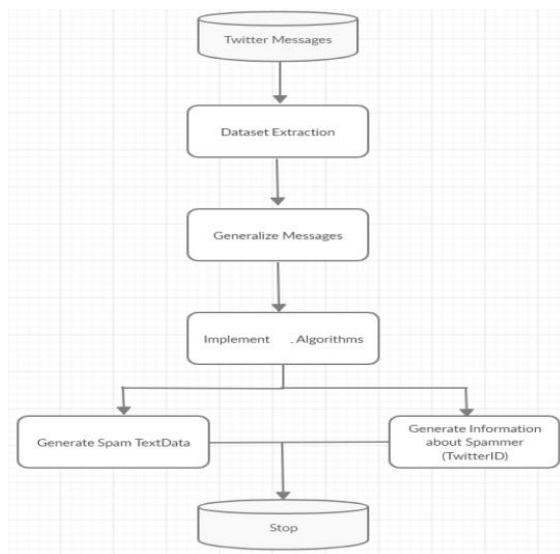 Twitter Messages
Dataset Extraction
Generalize Messages
Implement . Algorithms
Generate Spam TextData
Generate Information
about Spammer
(TwitterID)
Stop